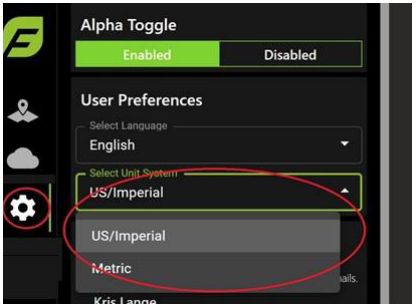 Alpha Toggle
Enabled Disabled
User Preferences
Select Language
English
Select Unit System
US/Imperial
US/Imperial
Metric
ails.
Kris Lange